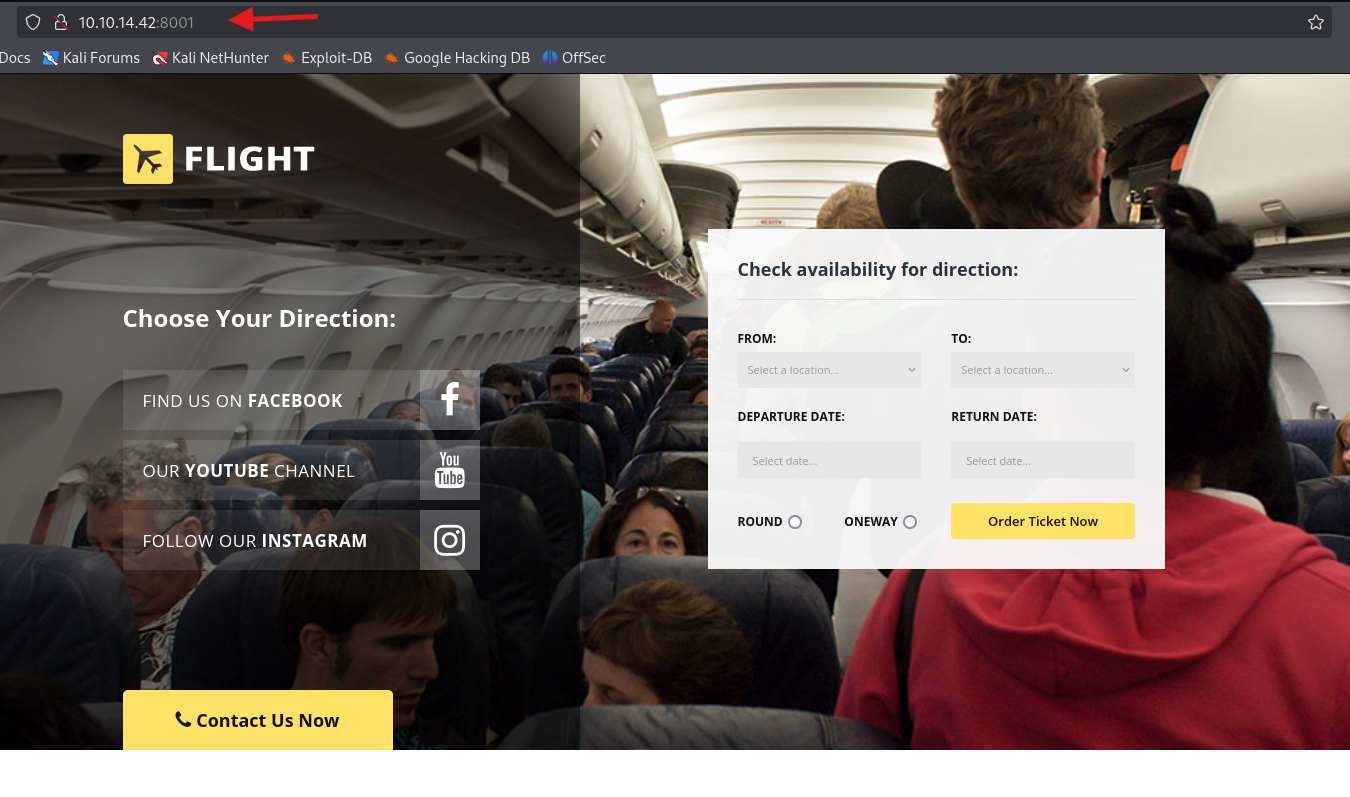 10.10.14.42:8001
Docs Kali Forums Kali NetHunter Exploit-DB Google Hacking DB OffSec
FLIGHT
Choose Your Direction:
FIND US ON FACEBOOK
OUR YOUTUBE CHANNEL
You
Tube
FOLLOW OUR INSTAGRAM
Contact Us Now
Check availability for direction:
FROM: TO:
Select a location... Select a location...
DEPARTURE DATE: RETURN DATE:
Select date... Select date...
ROUND ONEWAY Order Ticket Now